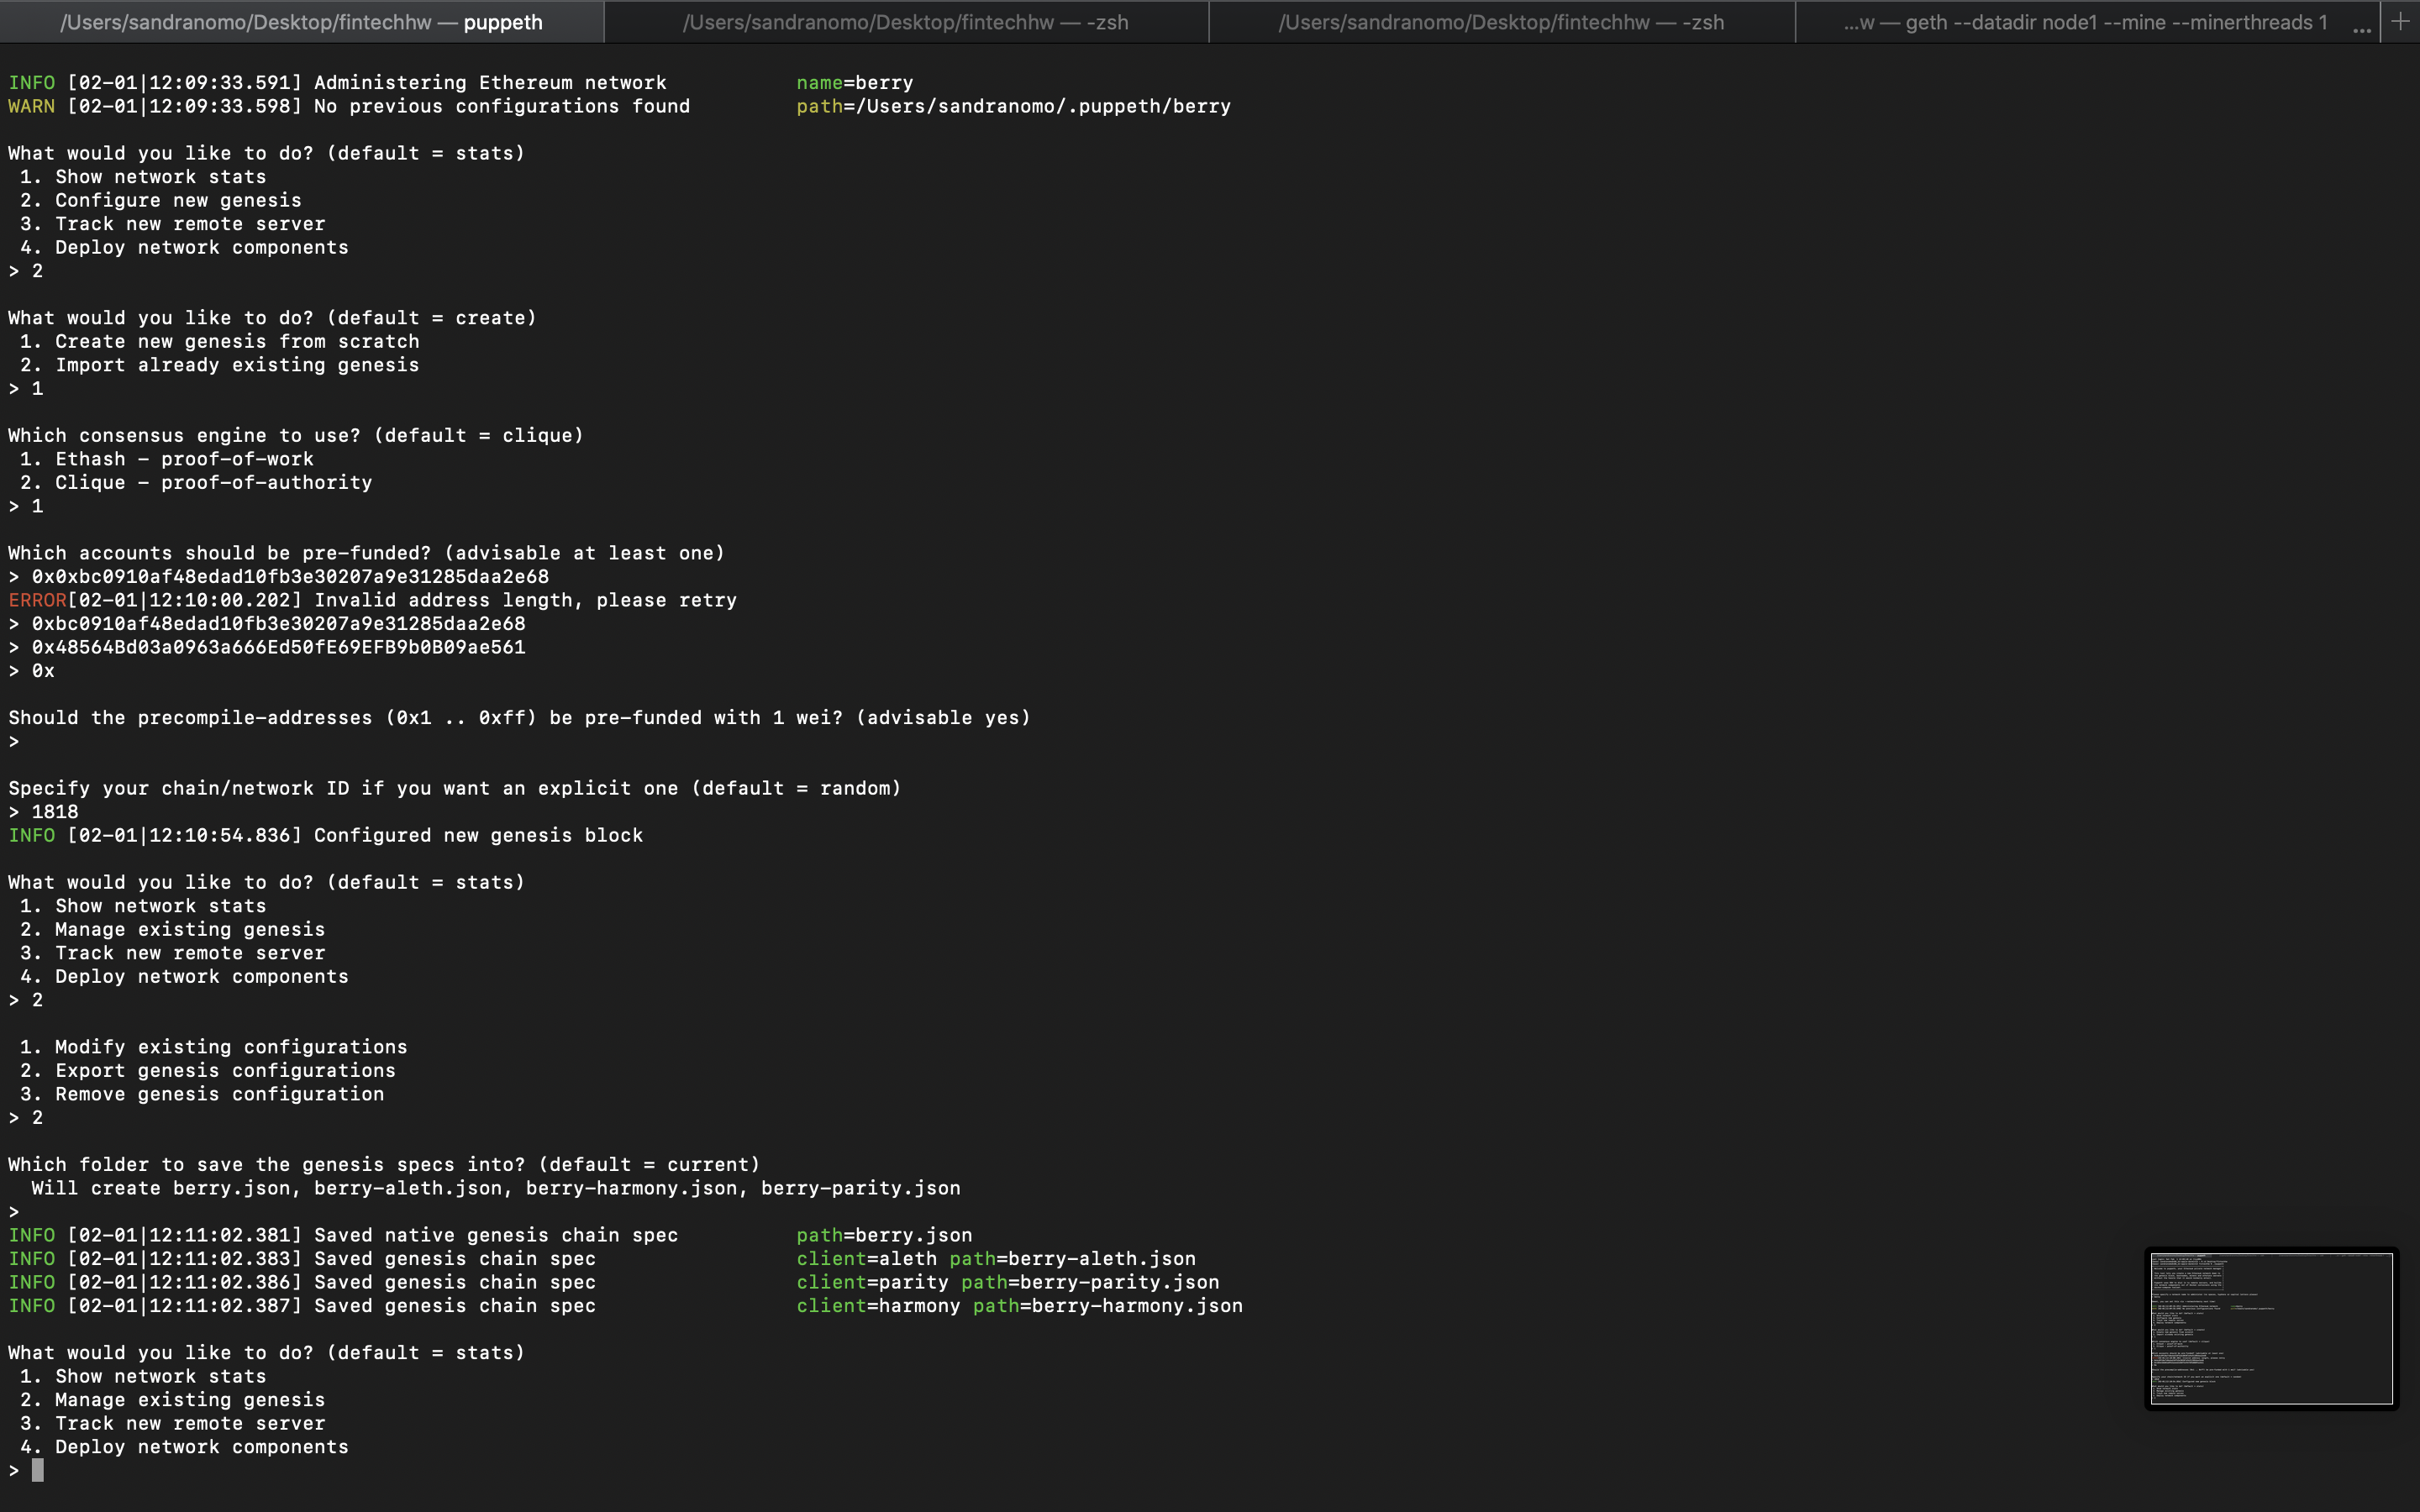 /Users/sandranomo/Desktop/fintechhw — puppeth
/Users/sandranomo/Desktop/fintechhw — -zsh
/Users/sandranomo/Desktop/fintechhw — -zsh
...w — geth --datadir node1 --mine --minerthreads 1 ... +
INFO [02-01|12:09:33.591] Administering Ethereum network name=berry
WARN [02-01|12:09:33.598] No previous configurations found path=/Users/sandranomo/.puppeth/berry
What would you like to do? (default = stats)
1. Show network stats
2. Configure new genesis
3. Track new remote server
4. Deploy network components
> 2
What would you like to do? (default = create)
1. Create new genesis from scratch
2. Import already existing genesis
> 1
Which consensus engine to use? (default = clique)
1. Ethash - proof-of-work
2. Clique - proof-of-authority
> 1
Which accounts should be pre-funded? (advisable at least one)
> 0x0xbc0910af48edad10fb3e30207a9e31285daa2e68
ERROR[02-01|12:10:00.202] Invalid address length, please retry
> 0xbc0910af48edad10fb3e30207a9e31285daa2e68
> 0x48564Bd03a0963a666Ed50fE69EFB9b0B09ae561
> 0x
Should the precompile-addresses (0x1 .. 0xff) be pre-funded with 1 wei? (advisable yes)
>
Specify your chain/network ID if you want an explicit one (default = random)
> 1818
INFO [02-01|12:10:54.836] Configured new genesis block
What would you like to do? (default = stats)
1. Show network stats
2. Manage existing genesis
3. Track new remote server
4. Deploy network components
> 2
1. Modify existing configurations
2. Export genesis configurations
3. Remove genesis configuration
> 2
Which folder to save the genesis specs into? (default = current)
Will create berry.json, berry-aleth.json, berry-harmony.json, berry-parity.json
>
INFO [02-01|12:11:02.381] Saved native genesis chain spec path=berry.json
INFO [02-01|12:11:02.383] Saved genesis chain spec client=aleth path=berry-aleth.json
INFO [02-01|12:11:02.386] Saved genesis chain spec client=parity path=berry-parity.json
INFO [02-01|12:11:02.387] Saved genesis chain spec client=harmony path=berry-harmony.json
What would you like to do? (default = stats)
1. Show network stats
2. Manage existing genesis
3. Track new remote server
4. Deploy network components
>